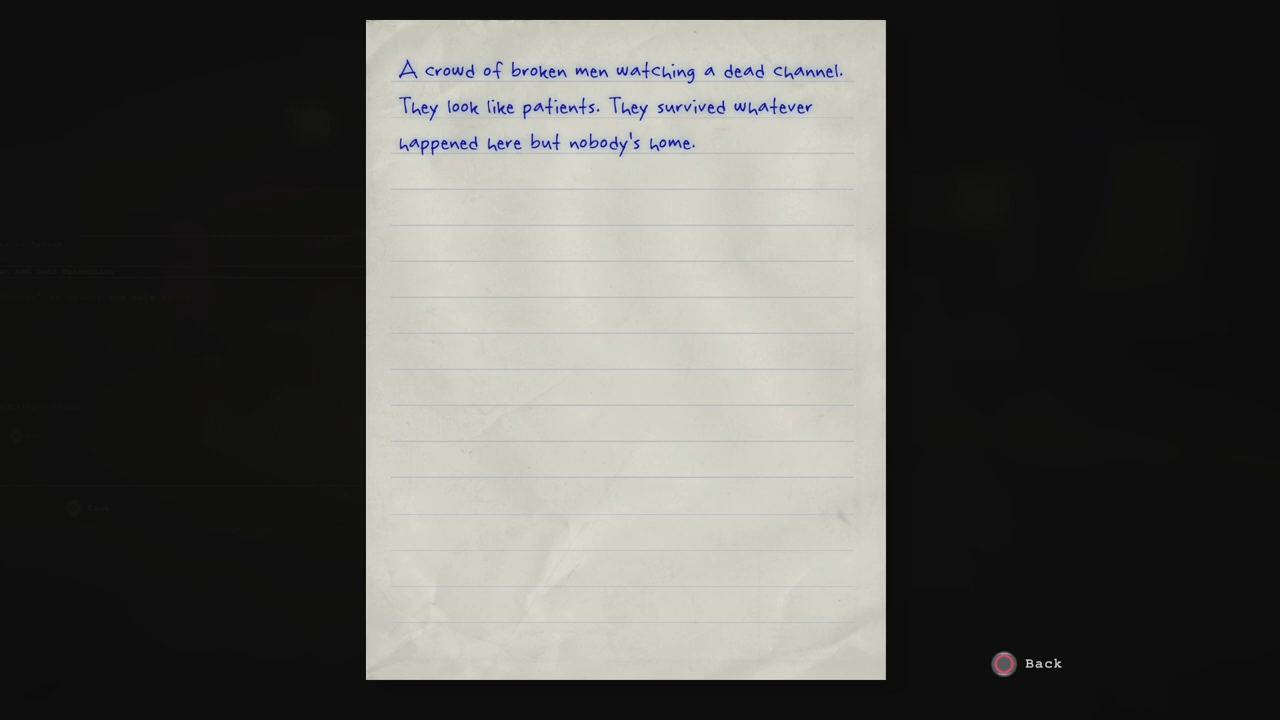 A crowd of broken men watching a dead channel.
They look like patients. They survived whatever
happened here but nobody's home.
Back
Back